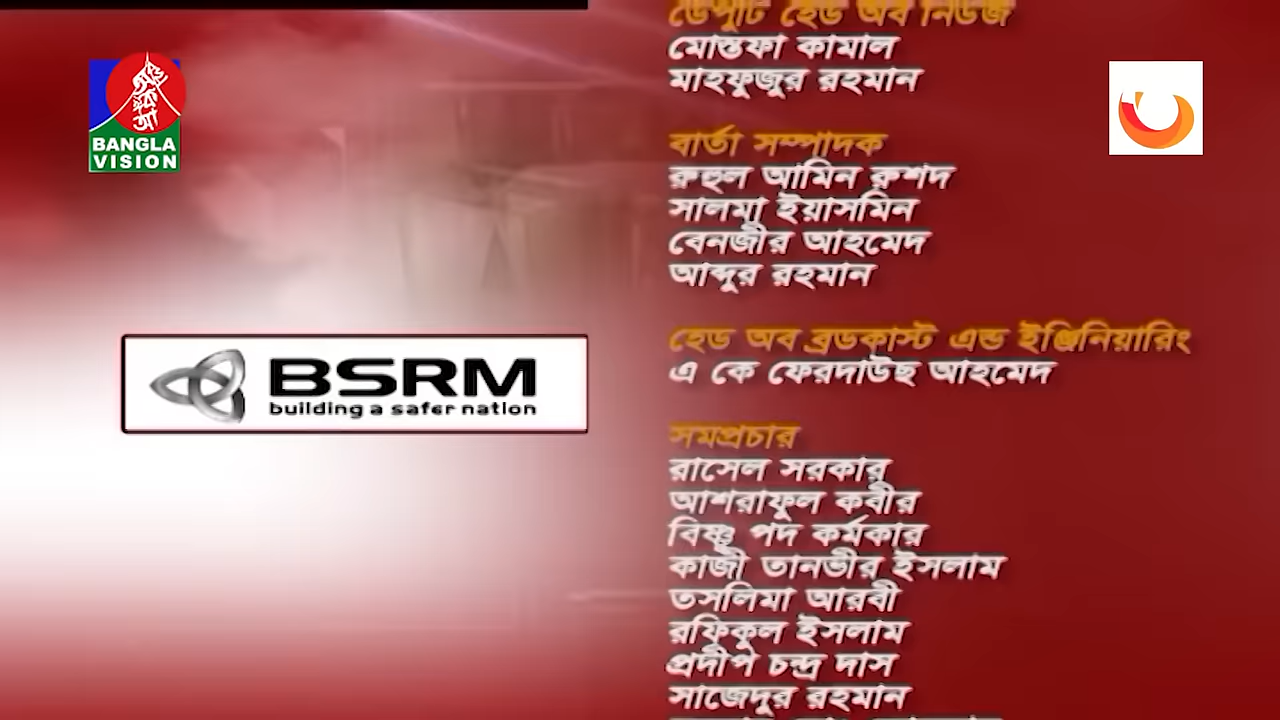 ডেপুটি হেড অব নিউজ
মোস্তফা কামাল
মাহফুজুর রহমান
BANGLA
VISION
বার্তা সম্পাদক
রুহুল আমিন রুশদ
সালমা ইয়াসমিন
বেনজীর আহমেদ
আব্দুর রহমান
হেড অব ব্রডকাস্ট এন্ড ইঞ্জিনিয়ারিং
এ কে ফেরদাউছ আহমেদ
BSRM
building a safer nation
সমপ্রচার
রাসেল সরকার
আশরাফুল কবীর
বিষ্ণু পদ কর্মকার
কাজী তানভীর ইসলাম
তসলিমা আরবী
রফিকুল ইসলাম
প্রদীপ চন্দ্র দাস
সাজেদুর রহমান